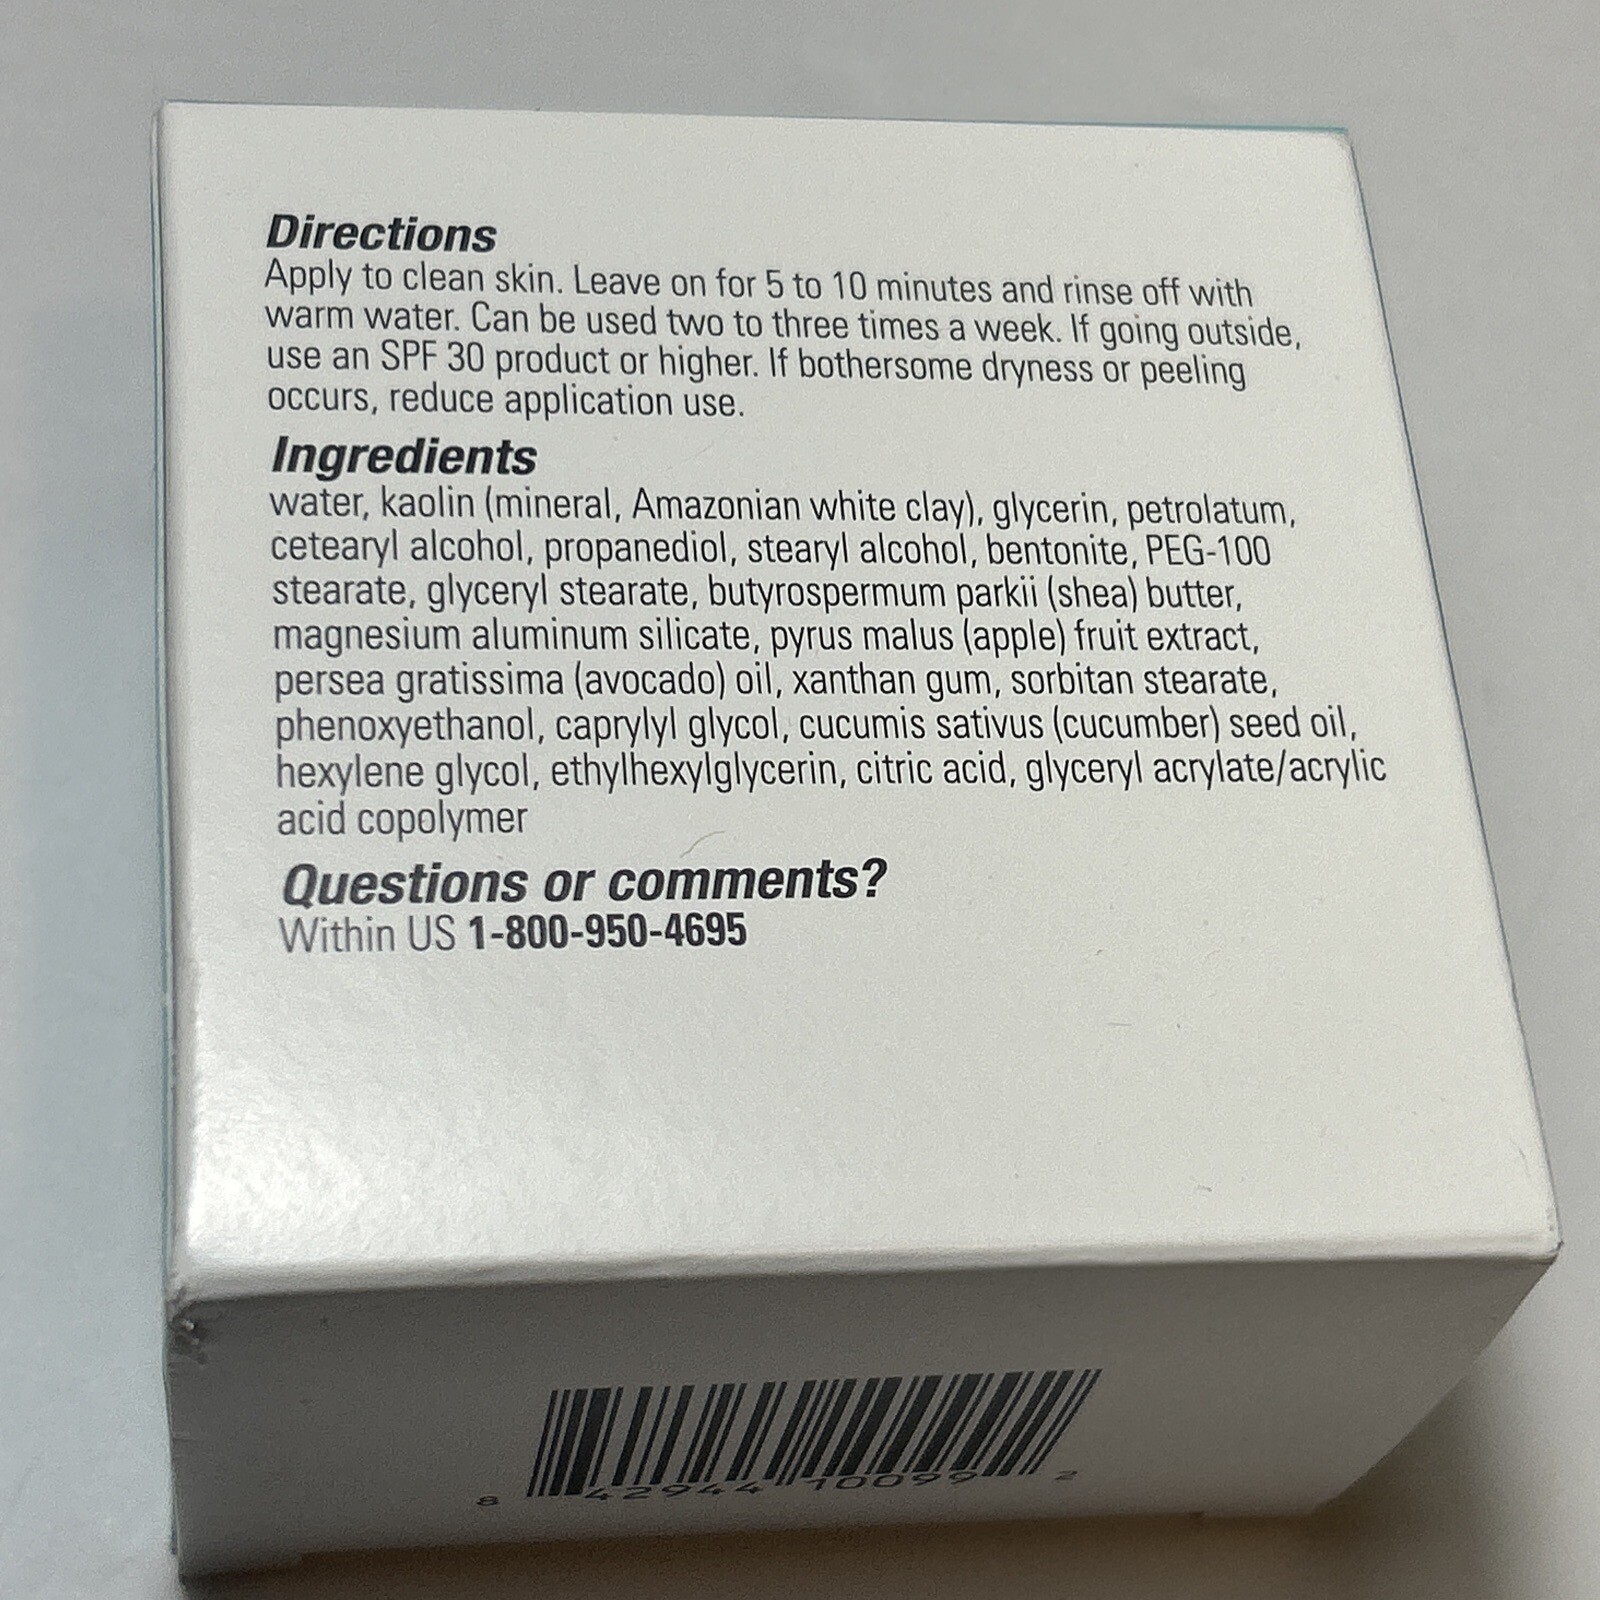 Directions
Apply to clean skin. Leave on for 5 to 10 minutes and rinse off with
warm water. Can be used two to three times a week. If going outside,
use an SPF 30 product or higher. If bothersome dryness or peeling
occurs, reduce application use.
Ingredients
water, kaolin (mineral, Amazonian white clay), glycerin, petrolatum,
cetearyl alcohol, propanediol, stearyl alcohol, bentonite, PEG-100
stearate, glyceryl stearate, butyrospermum parkii (shea) butter,
magnesium aluminum silicate, pyrus malus (apple) fruit extract,
persea gratissima (avocado) oil, xanthan gum, sorbitan stearate,
phenoxyethanol, caprylyl glycol, cucumis sativus (cucumber) seed oil,
hexylene glycol, ethylhexylglycerin, citric acid, glyceryl acrylate/acrylic
acid copolymer
Questions or comments?
Within US 1-800-950-4695
8 42944 10099 2